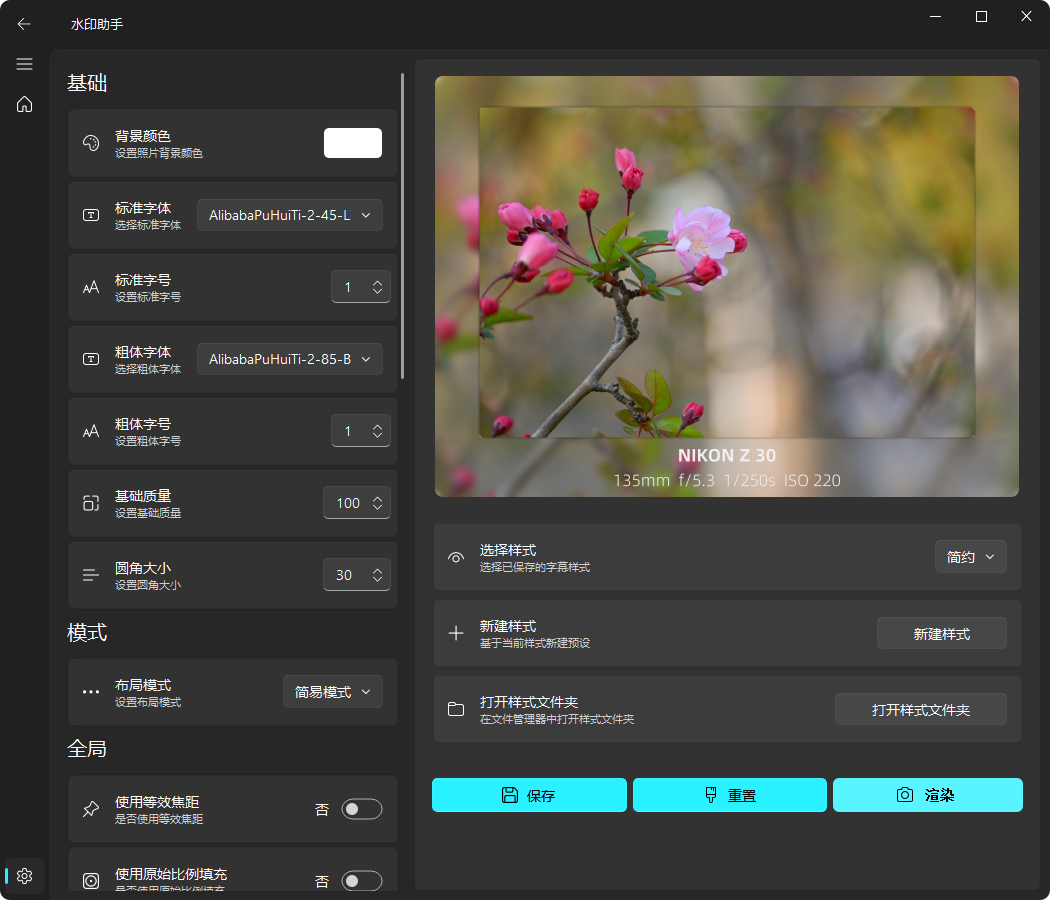 水印助手
基础
背景颜色
设置照片背景颜色
标准字体
选择标准字体
AlibabaPuHuiTi-2-45-L
标准字号
设置标准字号
1
粗体字体
选择粗体字体
AlibabaPuHuiTi-2-85-B
粗体字号
设置粗体字号
1
基础质量
设置基础质量
100
圆角大小
设置圆角大小
30
模式
布局模式
设置布局模式
简易模式
全局
使用等效焦距
是否使用等效焦距
否
使用原始比例填充
是否使用原始比例填充
否
NIKON Z 30
135mm f/5.3 1/250s ISO 220
选择样式
选择已保存的字幕样式
简约
新建样式
基于当前样式新建预设
新建样式
打开样式文件夹
在文件管理器中打开样式文件夹
打开样式文件夹
保存
重置
渲染